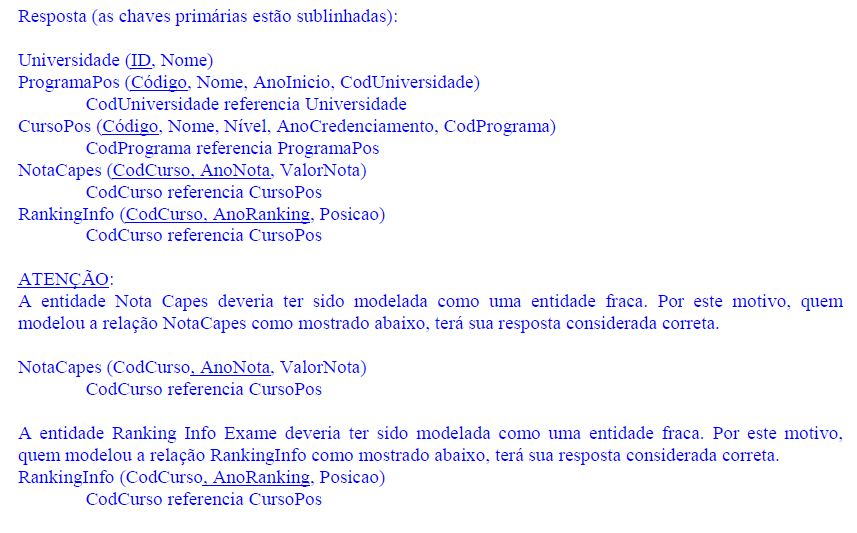 Resposta (as chaves primárias estão sublinhadas):
Universidade (ID, Nome)
ProgramaPos (Código, Nome, AnoInicio, CodUniversidade)
CodUniversidade referencia Universidade
CursoPos (Código, Nome, Nível, AnoCredenciamento, CodPrograma)
CodPrograma referencia ProgramaPos
NotaCapes (CodCurso, AnoNota, ValorNota)
CodCurso referencia CursoPos
RankingInfo (CodCurso, AnoRanking, Posicao)
CodCurso referencia CursoPos
ATENÇÃO:
A entidade Nota Capes deveria ter sido modelada como uma entidade fraca. Por este motivo, quem
modelou a relação NotaCapes como mostrado abaixo, terá sua resposta considerada correta.
NotaCapes (CodCurso, AnoNota, ValorNota)
CodCurso referencia CursoPos
A entidade Ranking Info Exame deveria ter sido modelada como uma entidade fraca. Por este motivo,
quem modelou a relação RankingInfo como mostrado abaixo, terá sua resposta considerada correta.
RankingInfo (CodCurso, AnoRanking, Posicao)
CodCurso referencia CursoPos